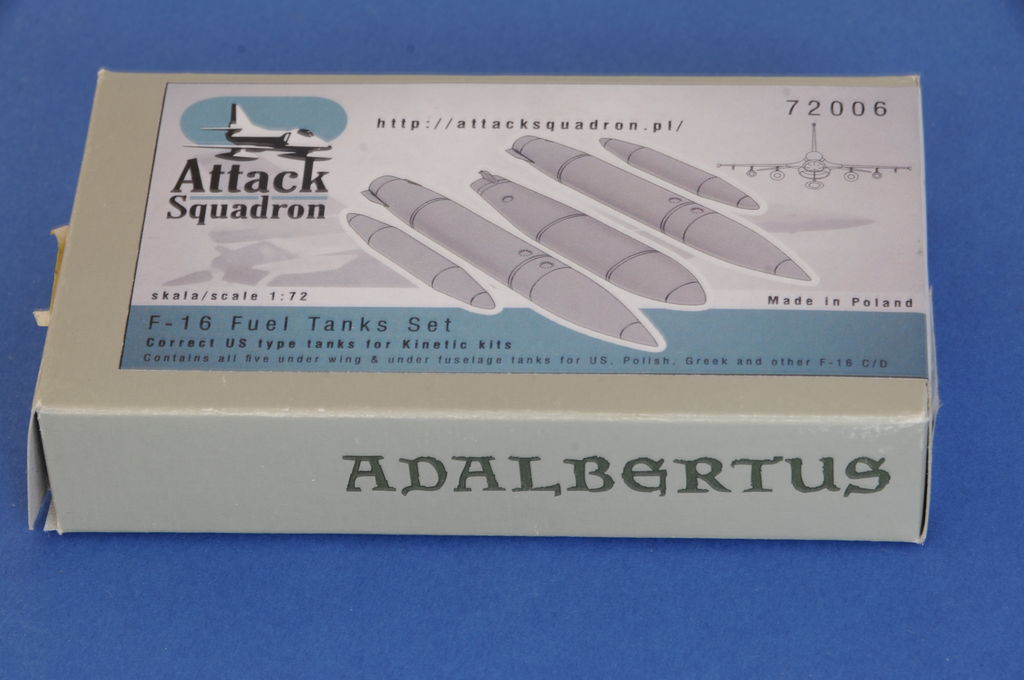 72006
http://attacksquadron.pl/
Attack
Squadron
skala/scale 1:72
Made in Poland
F-16 Fuel Tanks Set
Correct US type tanks for Kinetic kits
Contains all five under wing & under fuselage tanks for US, Polish, Greek and other F-16 C/D
ADALBERTUS